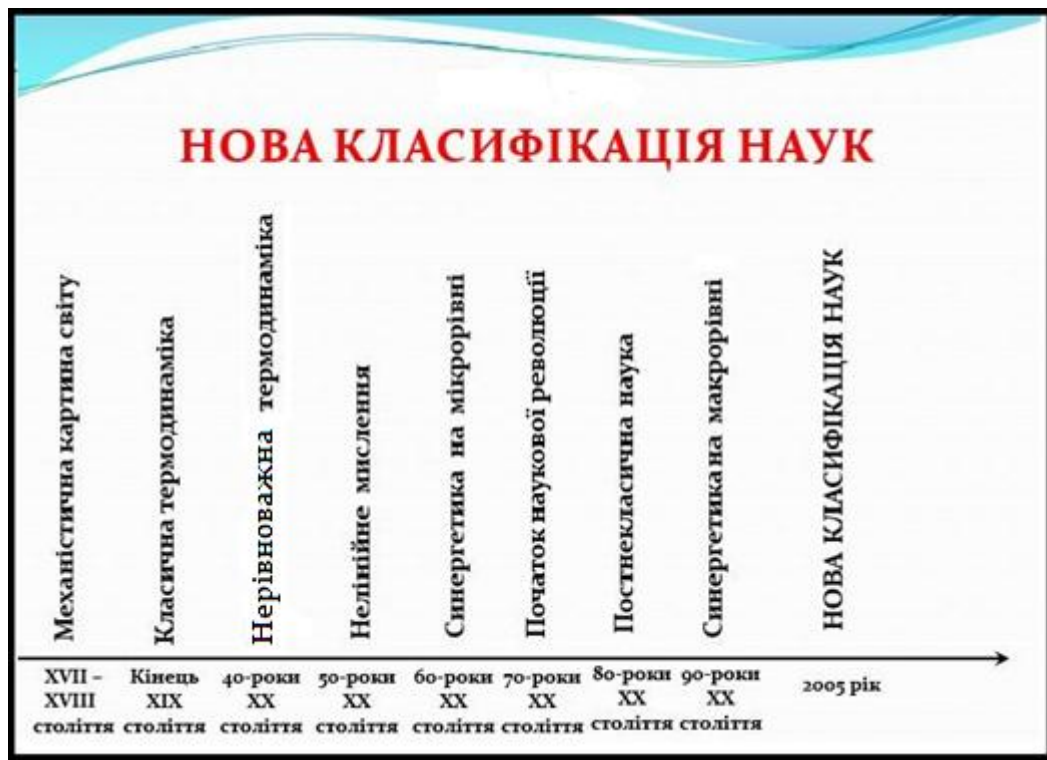 НОВА КЛАСИФІКАЦІЯ НАУК
Механістична картина світу
Класична термодинаміка
Нерівноважна термодинаміка
Нелінійне мислення
Синергетика на мікрорівні
Початок наукової революції
Постнекласична наука
Синергетика на макрорівні
НОВА КЛАСИФІКАЦІЯ НАУК
XVII –
XVIII
століття
Кінець
XIX
століття
40-роки
XX
століття
50-роки
XX
століття
60-роки
XX
століття
70-роки
XX
століття
80-роки
XX
століття
90-роки
XX
століття
2005 рік